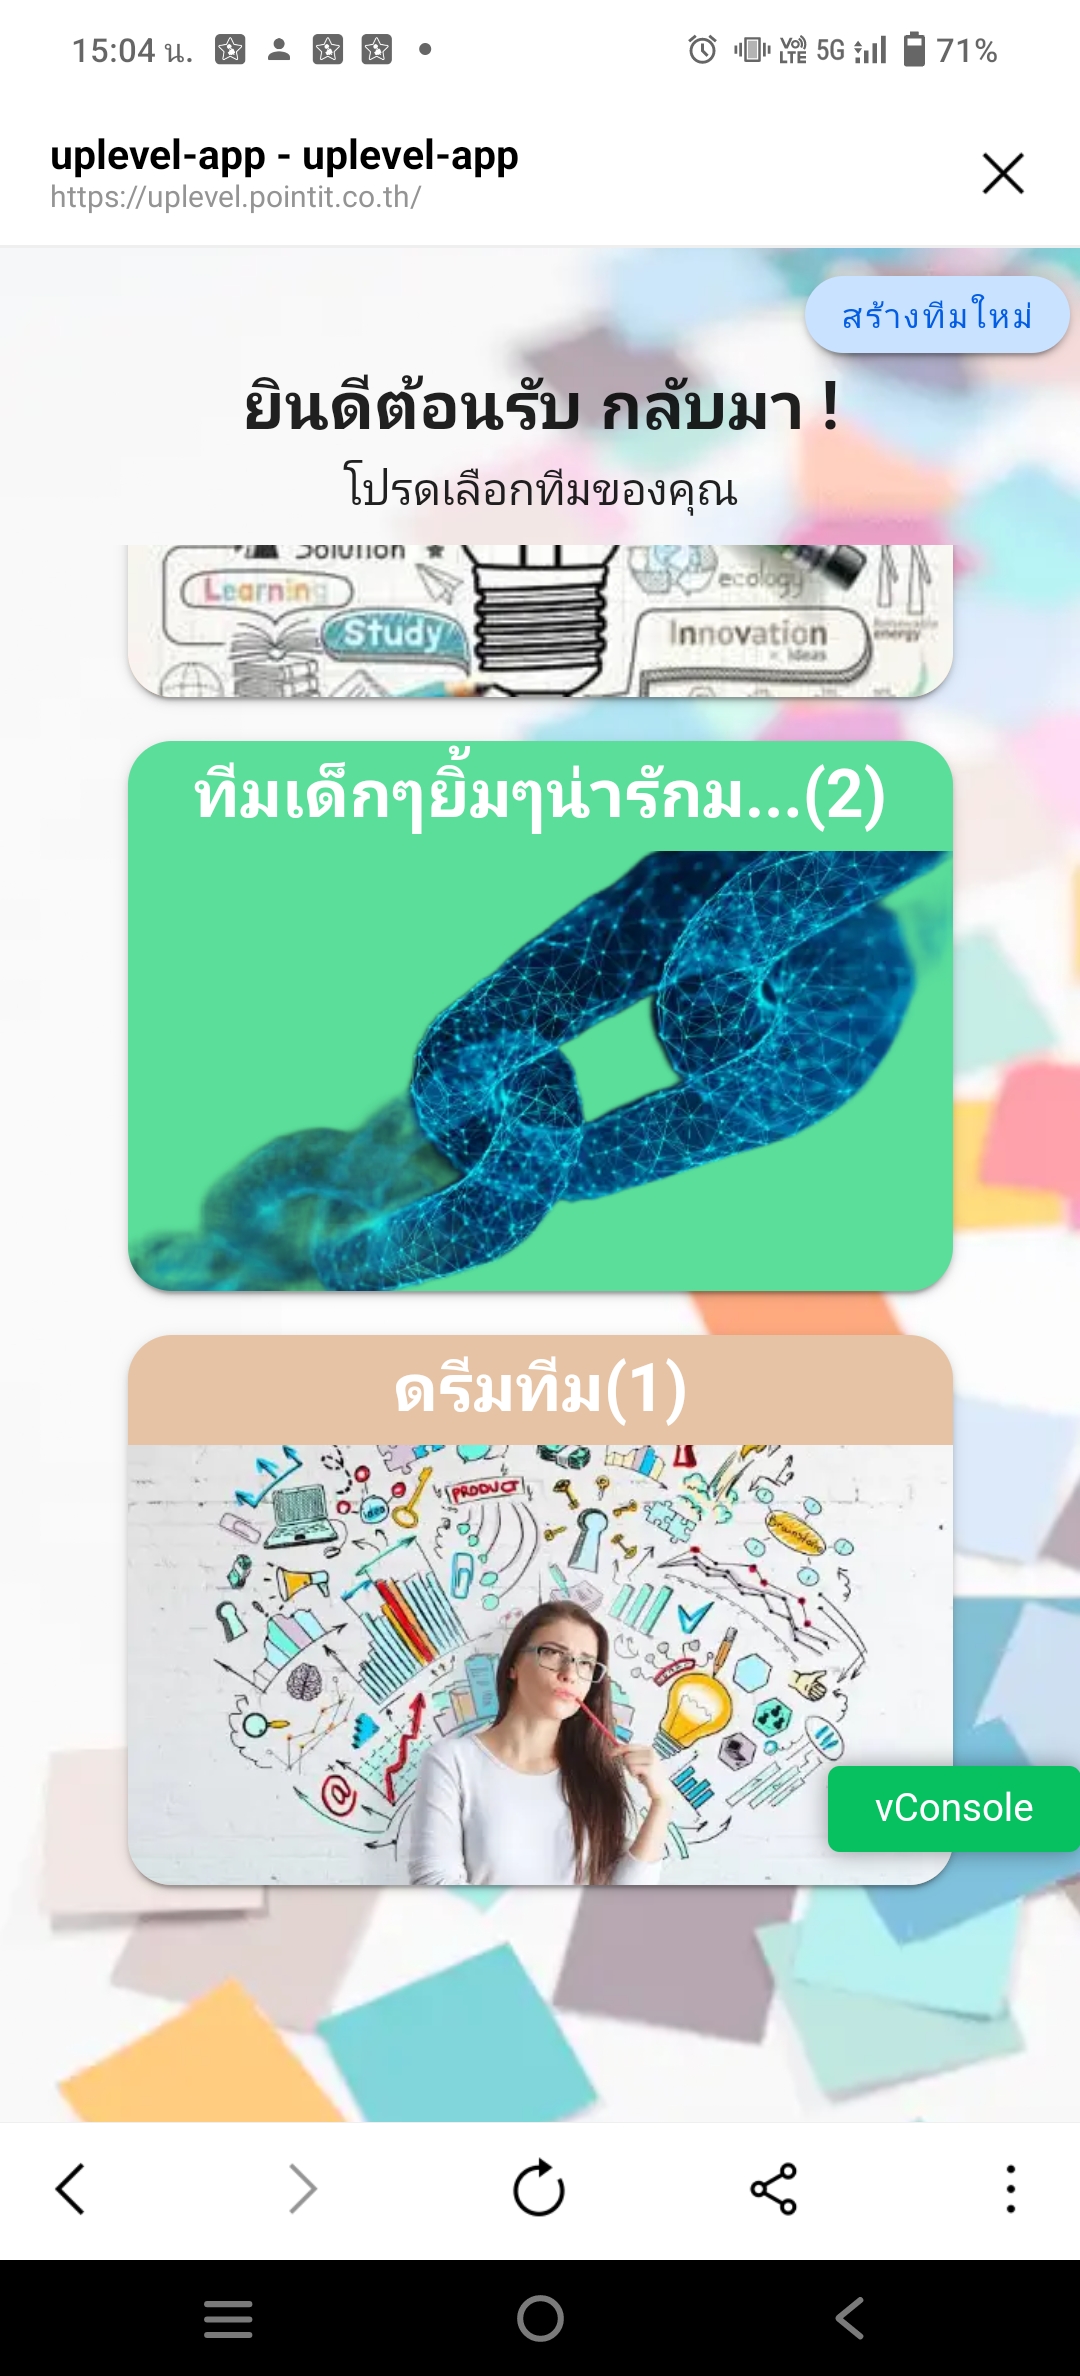 15:04 น.
VoLTE 5G 71%
uplevel-app - uplevel-app
https://uplevel.pointit.co.th/
สร้างทีมใหม่
ยินดีต้อนรับ กลับมา !
โปรดเลือกทีมของคุณ
Solution
Learning
ecology
Study
Innovation
energy
Ideas
ทีมเด็กๆยิ้มๆน่ารักม...(2)
ดรีมทีม(1)
PRODUCT
idea
@
vConsole